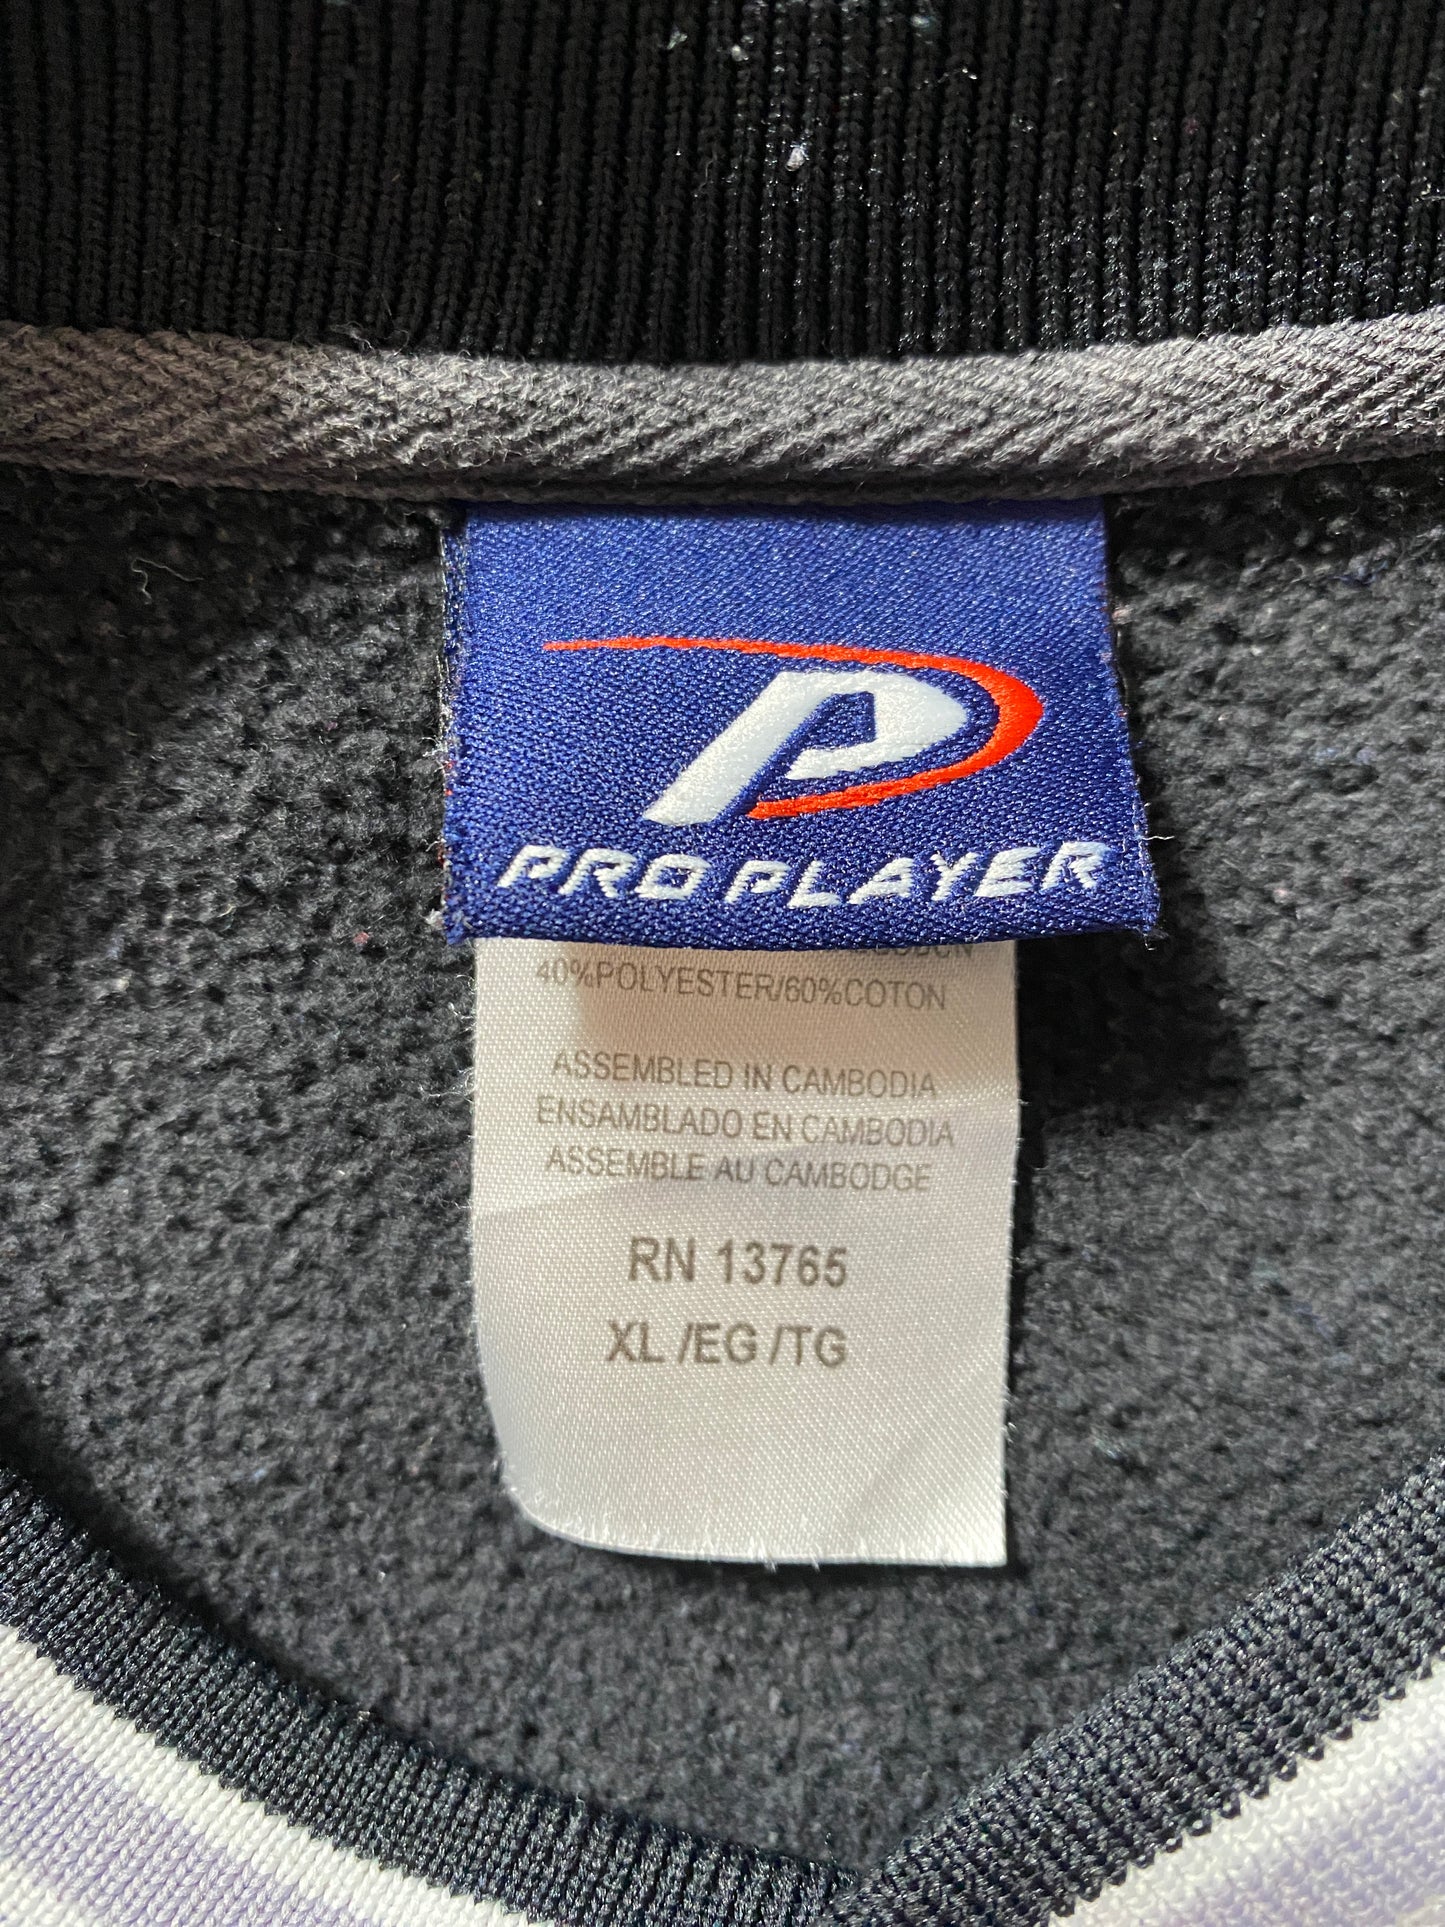 PRO PLAYER
40%POLYESTER/60%COTON
ASSEMBLED IN CAMBODIA
ENSAMBLADO EN CAMBODIA
ASSEMBLE AU CAMBODGE
RN 13765
XL /EG /TG